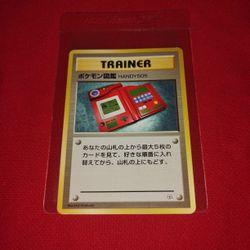 TRAINER
ポケモン図鑑 HANDY505
あなたの山札の上から最大5枚の
カードを見て、好きな順番に入れ
替えてから、山札の上にもどす。